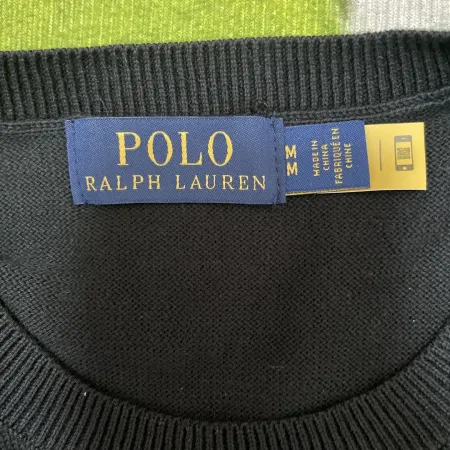 POLO
RALPH LAUREN
M
M
MADE IN
CHINA
FABRIQUÉ EN
CHINE